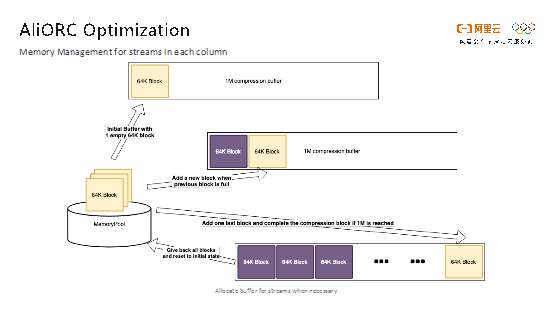 AliORC Optimization
阿里云
Memory Management for streams in each column
64K Block
1M compression buffer
Initial Buffer with
1 empty 64K block
64K Block
64K Block
1M compression buffer
Add a new block when
previous block is full
64K Block
MemoryPool
Add one last block and complete the compression block if 1M is reached
Give back all blocks
and reset to initial state
64K Block
64K Block
64K Block
64K Block
Allocate buffer for streams when necessary